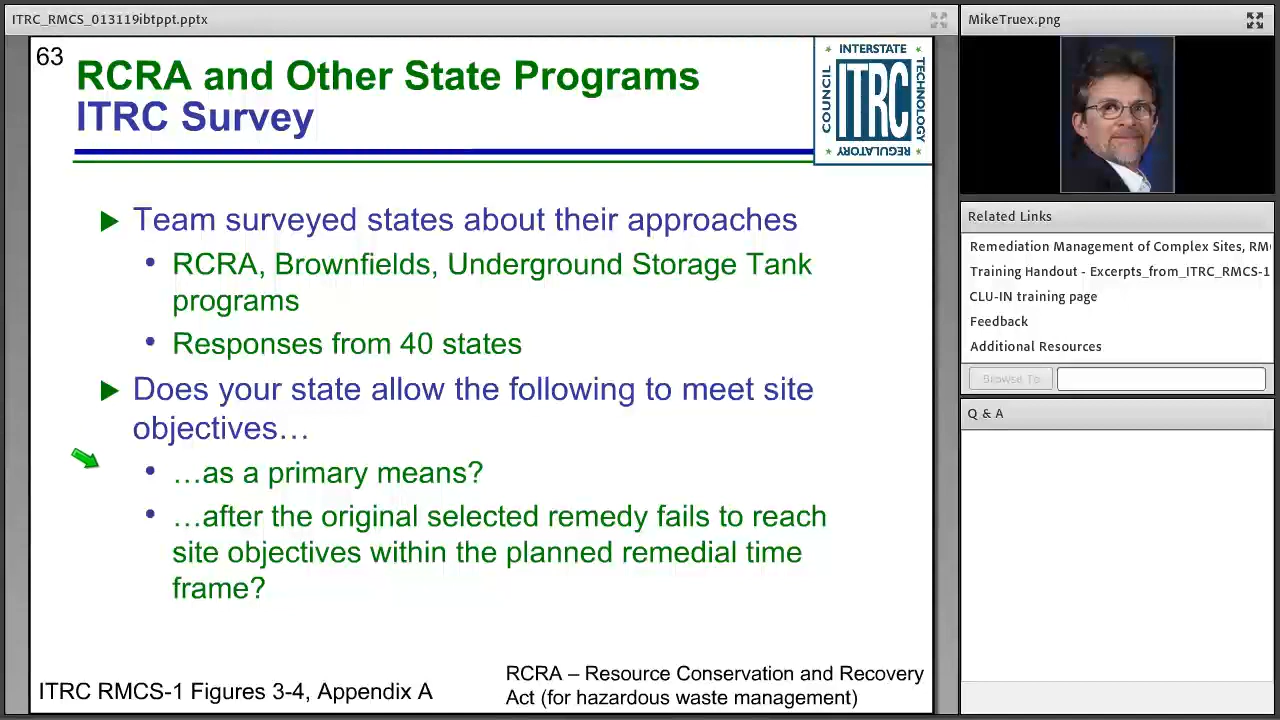 ITRC_RMCS_013119ibtppt.pptx
63
RCRA and Other State Programs
ITRC Survey
INTERSTATE
COUNCIL
ITRC
TECHNOLOGY
REGULATORY
Team surveyed states about their approaches
• RCRA, Brownfields, Underground Storage Tank
programs
• Responses from 40 states
Does your state allow the following to meet site
objectives…
• …as a primary means?
• …after the original selected remedy fails to reach
site objectives within the planned remedial time
frame?
ITRC RMCS-1 Figures 3-4, Appendix A
RCRA – Resource Conservation and Recovery
Act (for hazardous waste management)
MikeTruex.png
Related Links
Remediation Management of Complex Sites, RM
Training Handout - Excerpts_from_ITRC_RMCS-1
CLU-IN training page
Feedback
Additional Resources
Browse To
Q & A